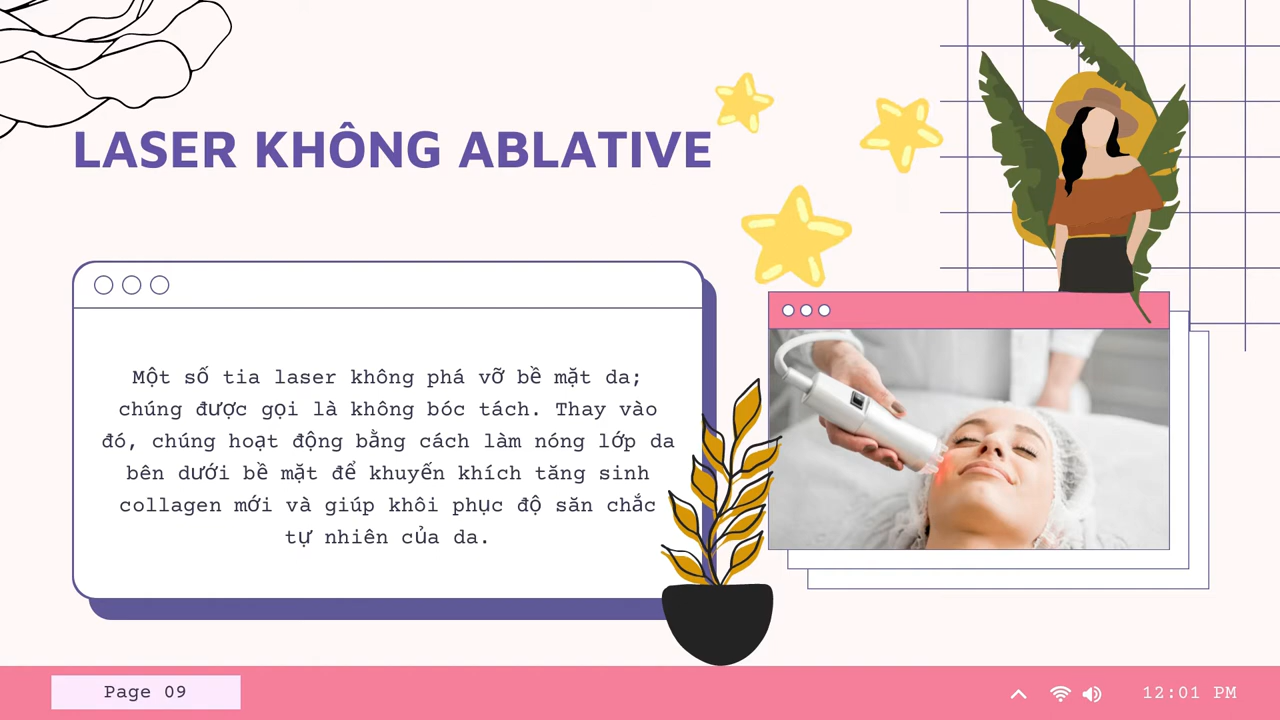 LASER KHÔNG ABLATIVE
Một số tia laser không phá vỡ bề mặt da;
chúng được gọi là không bóc tách. Thay vào
đó, chúng hoạt động bằng cách làm nóng lớp da
bên dưới bề mặt để khuyến khích tăng sinh
collagen mới và giúp khôi phục độ săn chắc
tự nhiên của da.
Page 09
12:01 PM